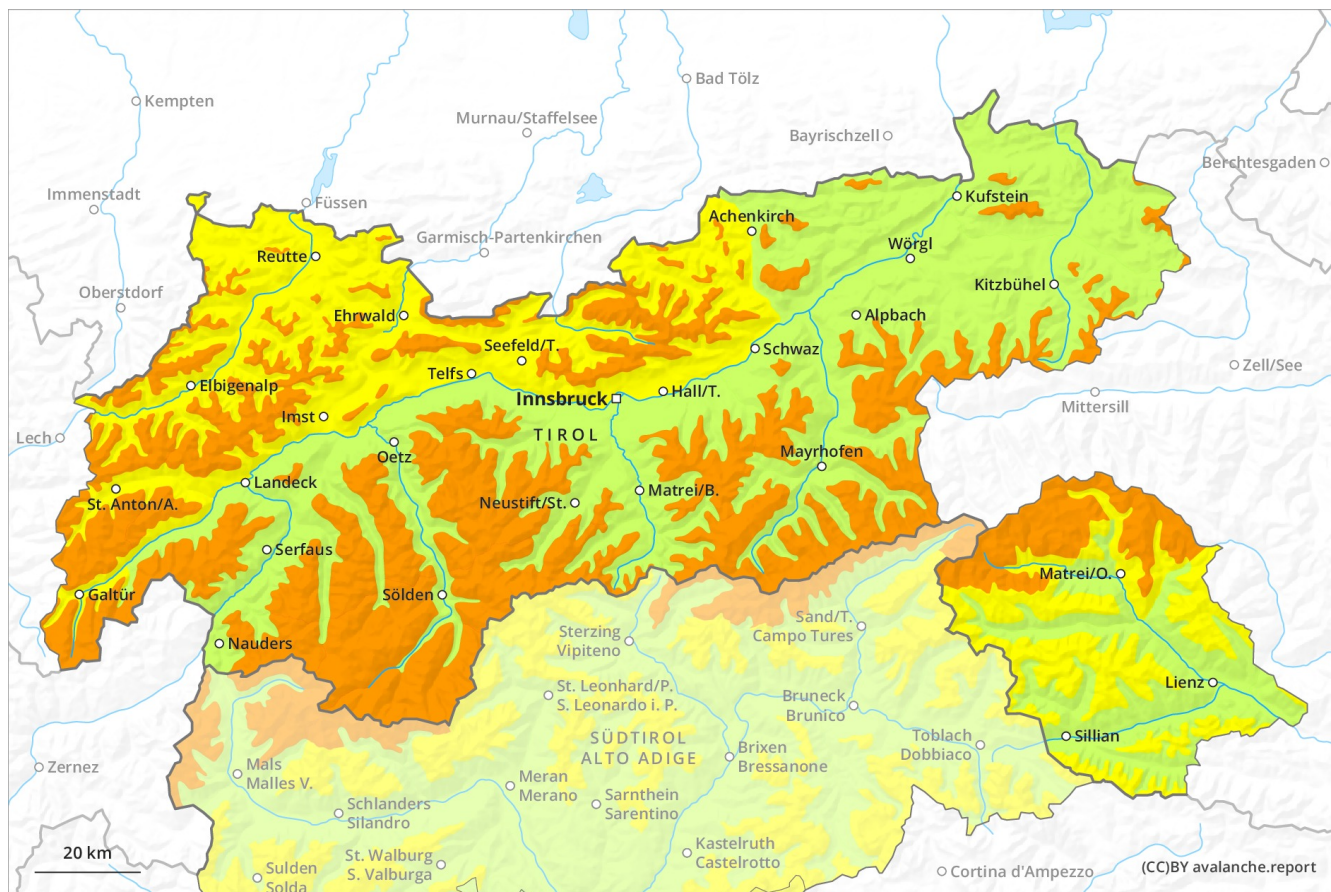 Bad Tölz
Kempten
Murnau/Staffelsee
Bayrischzell
Berchtesgaden
Immenstadt
Füssen
Kufstein
Achenkirch
Garmisch-Partenkirchen
Reutte
Wörgl
Kitzbühel
Oberstdorf
Ehrwald
Alpbach
Seefeld/T.
Schwaz
Zell/See
Telfs
Elbigenalp
Hall/T.
Innsbruck
Mittersill
Imst
Lech
TIROL
Oetz
Mayrhofen
Landeck
St. Anton/A.
Matrei/B.
Neustift/St.
Serfaus
Matrei/O.
Galtür
Sölden
Sand/T.
Campo Tures
Sterzing
Vipiteno
Nauders
Lienz
St. Leonhard/P.
S. Leonardo i. P.
Bruneck
Brunico
SÜDTIROL
ALTO ADIGE
Sillian
Toblach
Dobbiaco
Brixen
Bressanone
Zernez
Mals
Malles V.
Meran
Merano
Sarnthein
Sarentino
Schlanders
Silandro
Kastelruth
Castelrotto
20 km
St. Walburg
S. Valburga
Sulden
Solda
Cortina d'Ampezzo
(CC)BY avalanche.report